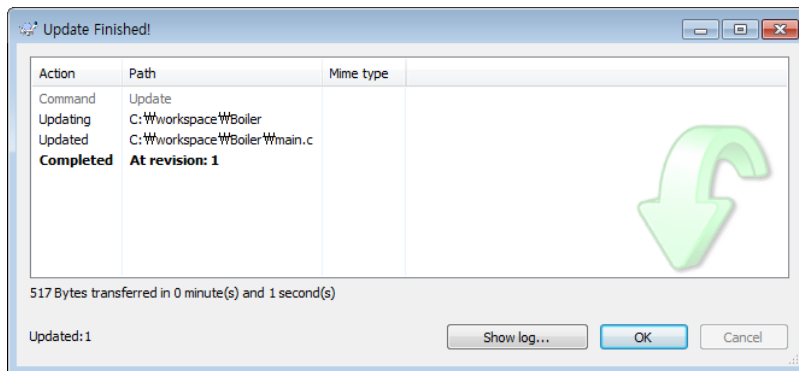 Update Finished!
Action Path Mime type
Command Update
Updating C:₩workspace₩Boiler
Updated C:₩workspace₩Boiler₩main.c
Completed At revision: 1
517 Bytes transferred in 0 minute(s) and 1 second(s)
Updated:1 Show log... OK Cancel